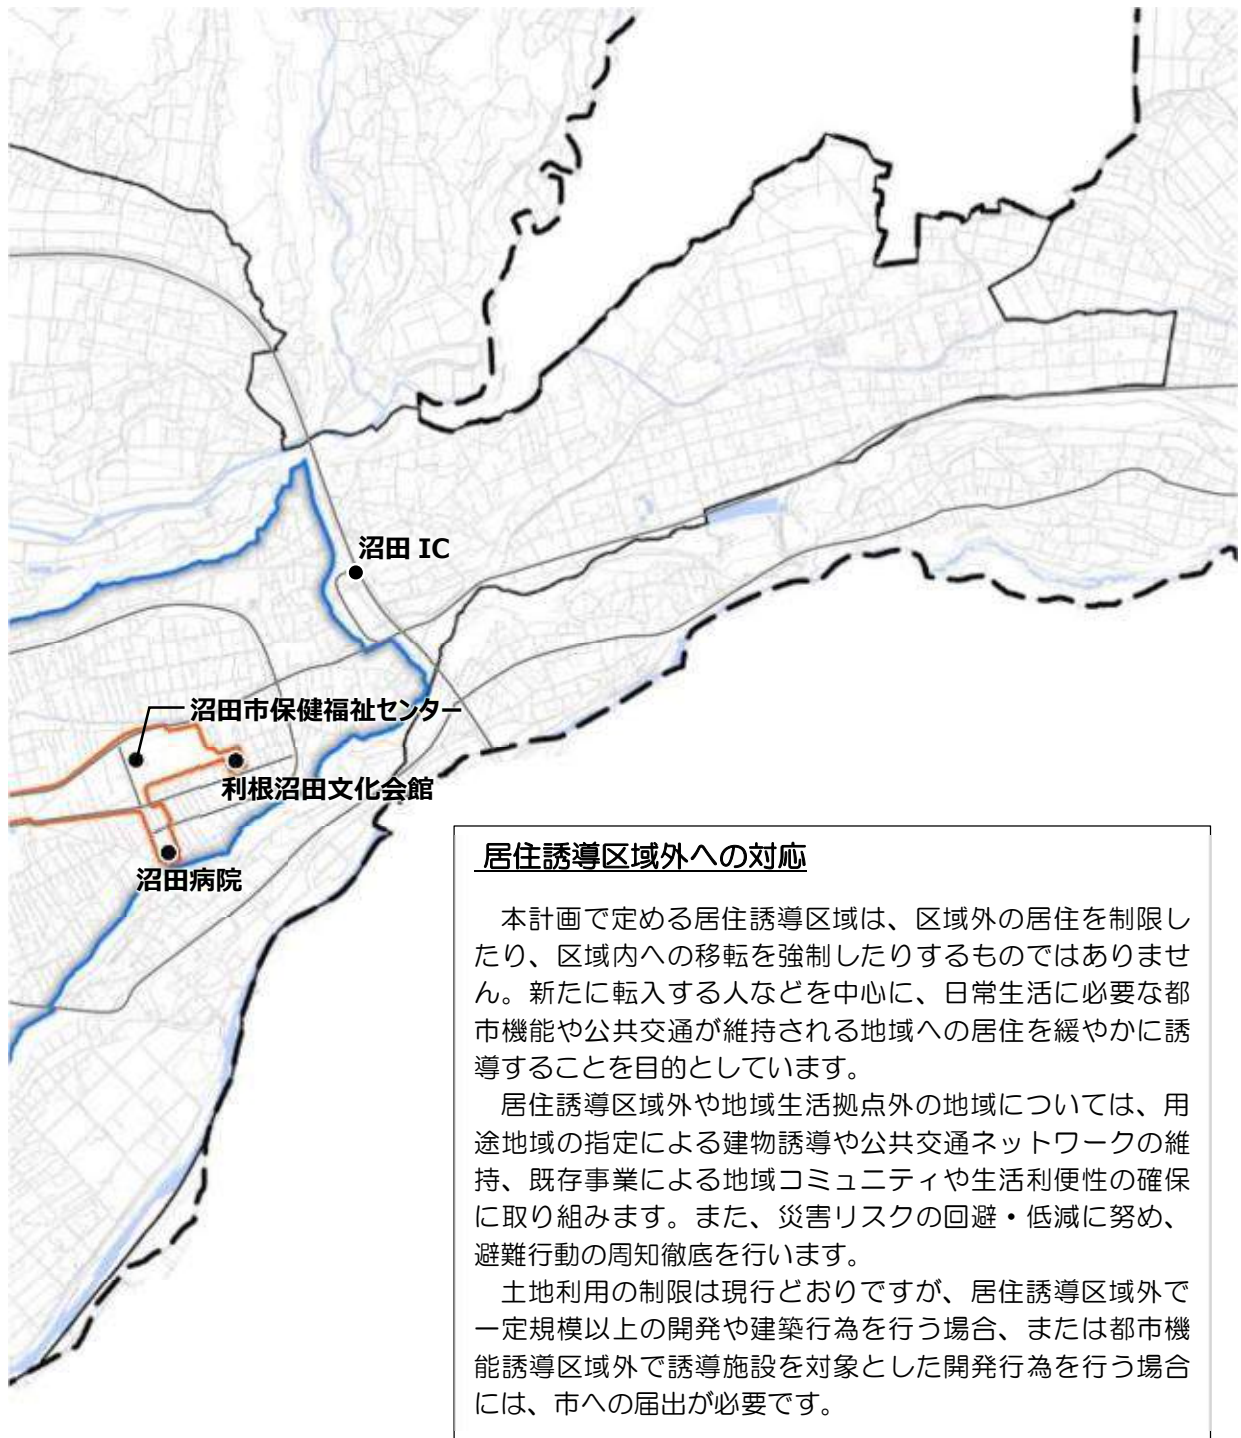 沼田 IC
沼田市保健福祉センター
利根沼田文化会館
沼田病院
居住誘導区域外への対応
本計画で定める居住誘導区域は、区域外の居住を制限し
たり、区域内への移転を強制したりするものではありませ
ん。新たに転入する人などを中心に、日常生活に必要な都
市機能や公共交通が維持される地域への居住を緩やかに誘
導することを目的としています。
居住誘導区域外や地域生活拠点外の地域については、用
途地域の指定による建物誘導や公共交通ネットワークの維
持、既存事業による地域コミュニティや生活利便性の確保
に取り組みます。また、災害リスクの回避・低減に努め、
避難行動の周知徹底を行います。
土地利用の制限は現行どおりですが、居住誘導区域外で
一定規模以上の開発や建築行為を行う場合、または都市機
能誘導区域外で誘導施設を対象とした開発行為を行う場合
には、市への届出が必要です。